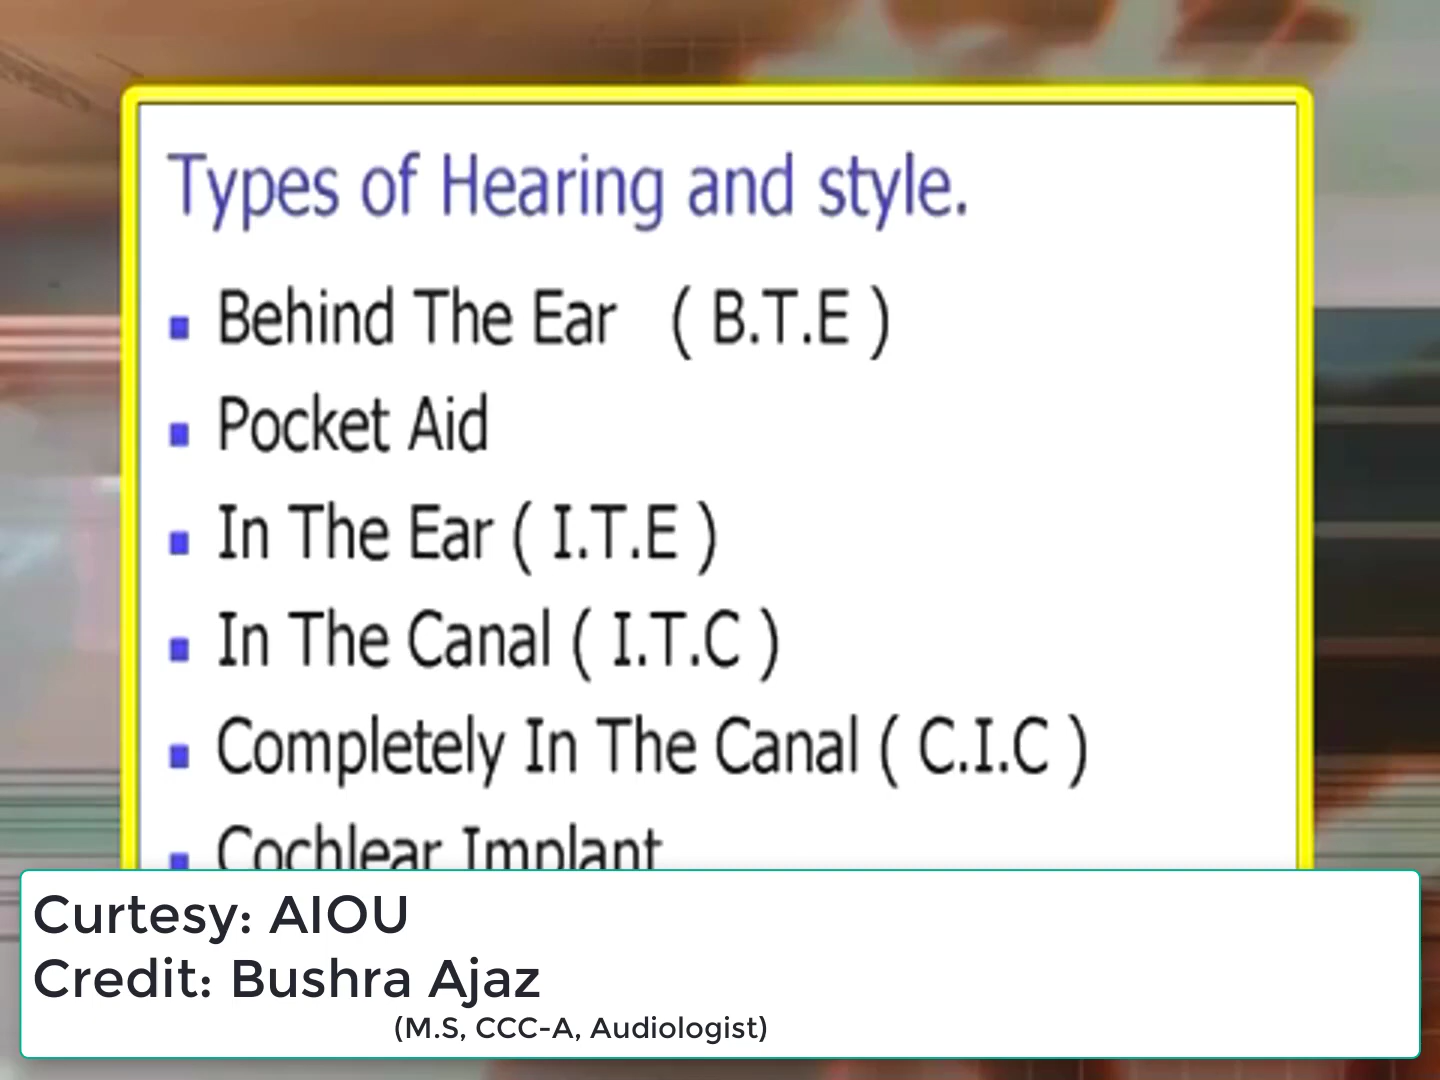 Types of Hearing and style.
Behind The Ear ( B.T.E )
Pocket Aid
In The Ear ( I.T.E )
In The Canal ( I.T.C )
Completely In The Canal ( C.I.C )
Cochlear Implant
Curtesy: AIOU
Credit: Bushra Ajaz
(M.S, CCC-A, Audiologist)